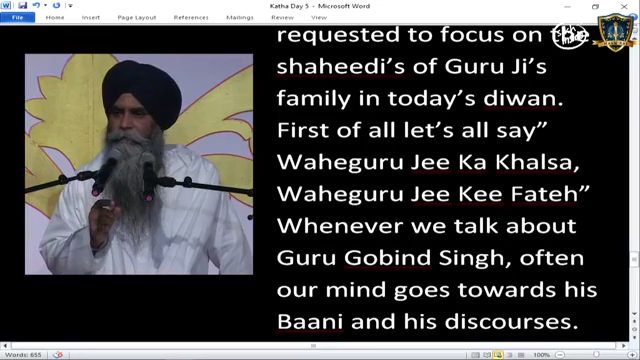 Katha Day 5 - Microsoft Word
File
Home
Insert
Page Layout
References
Mailings
Review
View
requested to focus on the
shaheedi's of Guru Ji's
family in today's diwan.
First of all let's all say"
Waheguru Jee Ka Khalsa,
Waheguru Jee Kee Fateh"
Whenever we talk about
Guru Gobind Singh, often
our mind goes towards his
Baani and his discourses.
Words: 655
100%